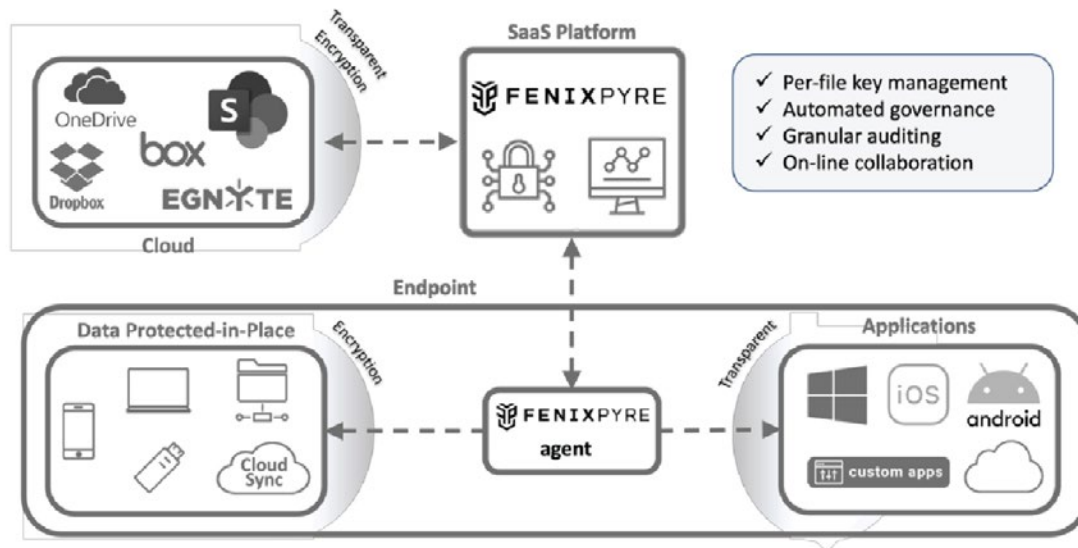 Transparent
Encryption
OneDrive
S
box
Dropbox
EGNYTE
Cloud
SaaS Platform
FENIXPYRE
✓ Per-file key management
✓ Automated governance
✓ Granular auditing
✓ On-line collaboration
Endpoint
Data Protected-in-Place
Encryption
Cloud
Sync
FENIXPYRE
agent
Transparent
Applications
iOS
android
custom apps